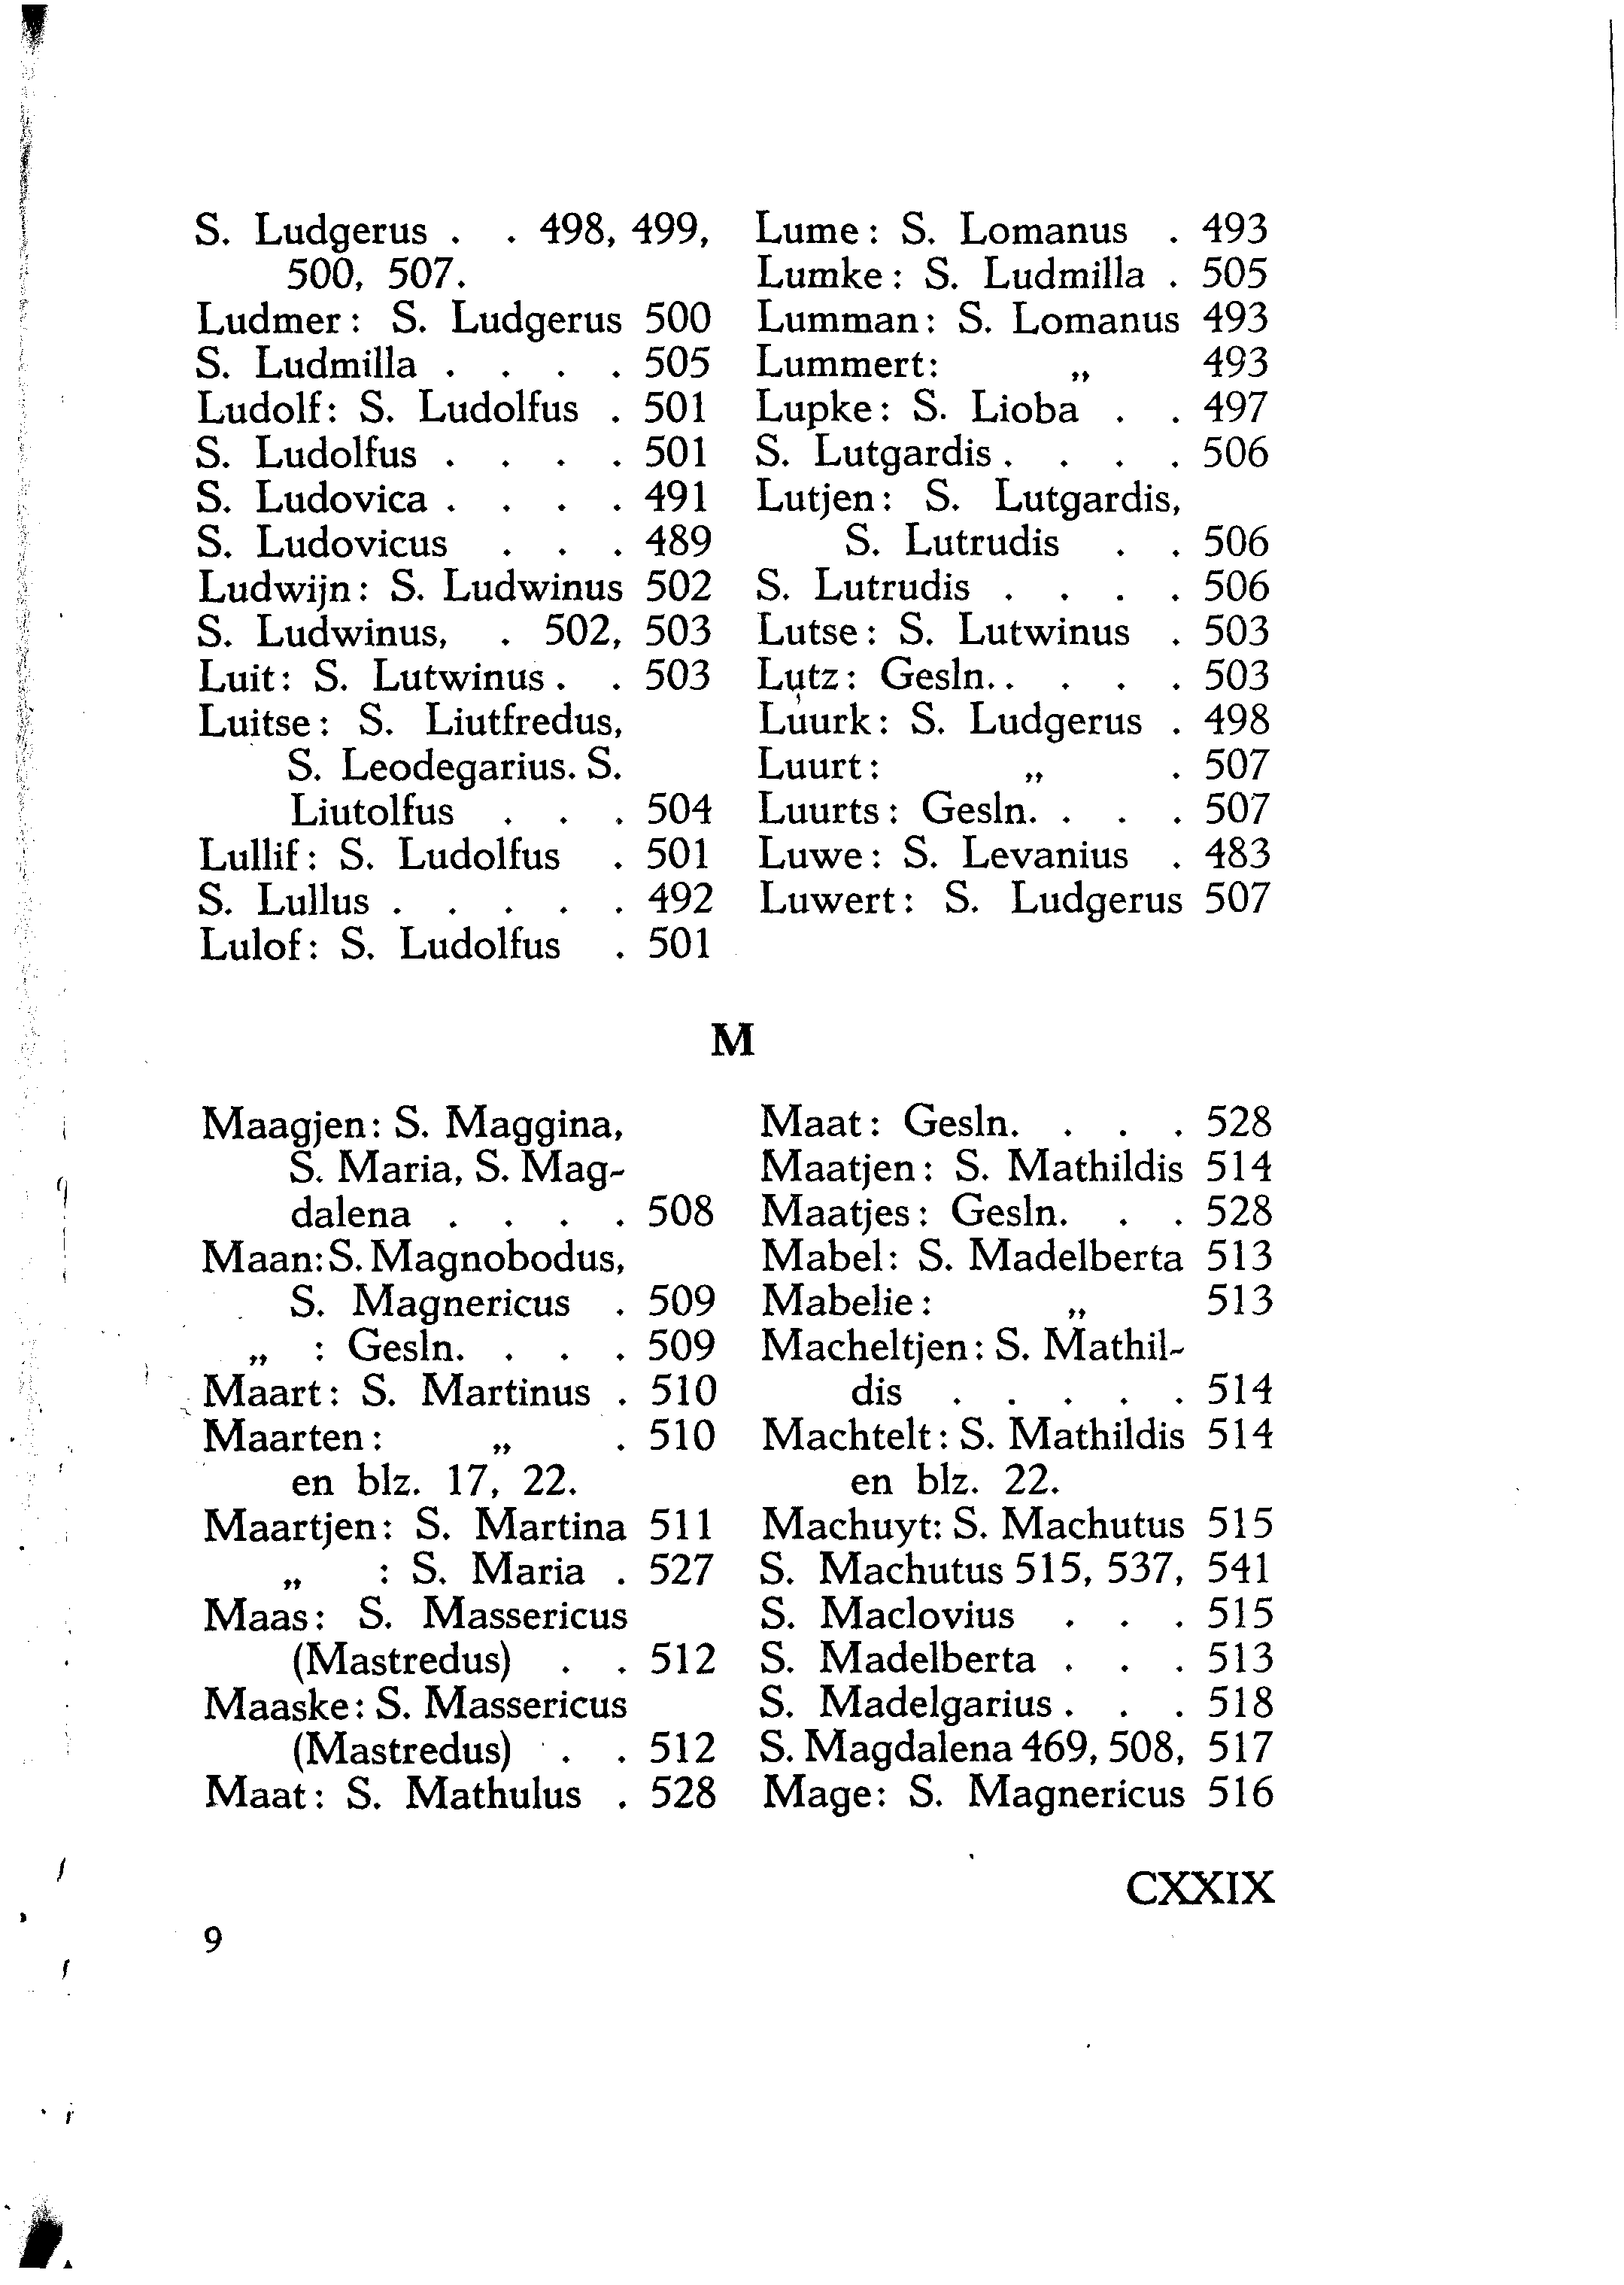 S. Ludgerus . . 498, 499,
500, 507.
Ludmer: S. Ludgerus 500
S. Ludmilla . . . . 505
Ludolf: S. Ludolfus . 501
S. Ludolfus . . . . 501
S. Ludovica . . . . 491
S. Ludovicus . . . 489
Ludwijn: S. Ludwinus 502
S. Ludwinus, . 502, 503
Luit: S. Lutwinus . . 503
Luitse: S. Liutfredus,
S. Leodegarius. S.
Liutolfus . . . 504
Lullif: S. Ludolfus . 501
S. Lullus . . . . . 492
Lulof: S. Ludolfus . 501
Lume: S. Lomanus . 493
Lumke: S. Ludmilla . 505
Lumman: S. Lomanus 493
Lummert: „ 493
Lupke: S. Lioba . . 497
S. Lutgardis . . . . 506
Lutjen: S. Lutgardis,
S. Lutrudis . . 506
S. Lutrudis . . . . 506
Lutse: S. Lutwinus . 503
Lutz: Gesln. . . . . 503
Luurk: S. Ludgerus . 498
Luurt: „ . 507
Luurts: Gesln. . . . 507
Luwe: S. Levanius . 483
Luwert: S. Ludgerus 507
M
Maagjen: S. Maggina,
S. Maria, S. Mag-
dalena . . . . 508
Maan: S. Magnobodus,
S. Magnericus . 509
„ : Gesln. . . . 509
Maart: S. Martinus . 510
Maarten: „ . 510
en blz. 17, 22.
Maartjen: S. Martina 511
„ : S. Maria . 527
Maas: S. Massericus
(Mastredus) . . 512
Maaske: S. Massericus
(Mastredus) . . 512
Maat: S. Mathulus . 528
Maat: Gesln. . . . 528
Maatjen: S. Mathildis 514
Maatjes: Gesln. . . 528
Mabel: S. Madelberta 513
Mabelie: „ 513
Macheltjen: S. Mathil-
dis . . . . . 514
Machtelt: S. Mathildis 514
en blz. 22.
Machuyt: S. Machutus 515
S. Machutus 515, 537, 541
S. Maclovius . . . 515
S. Madelberta . . . 513
S. Madelgarius . . . 518
S. Magdalena 469, 508, 517
Mage: S. Magnericus 516
CXXIX
9